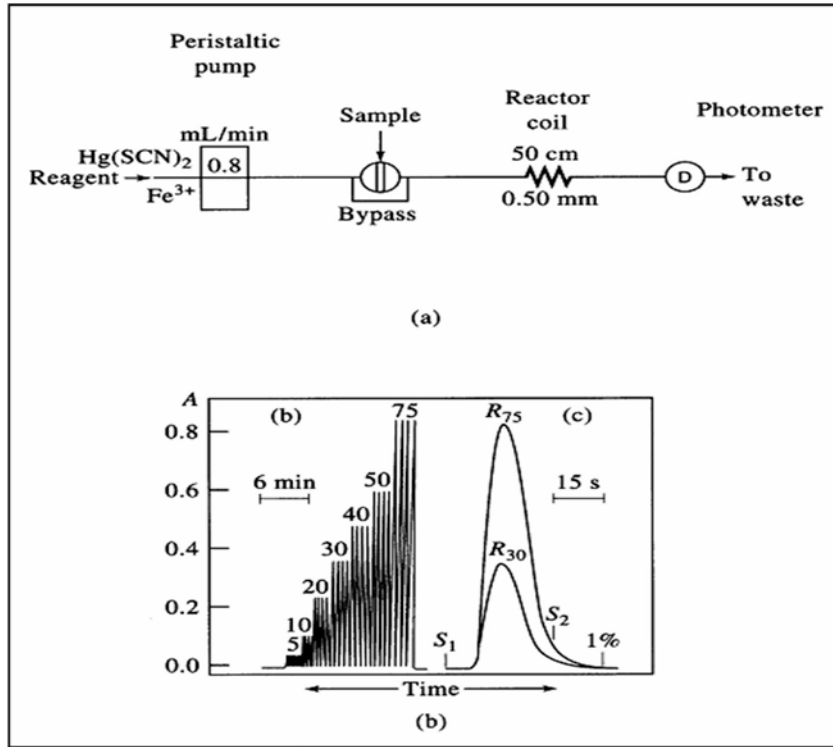 Peristaltic
pump
Sample
Reactor
coil
Photometer
mL/min
Hg(SCN)2
0.8
50 cm
Reagent
D
To
waste
Fe3+
Bypass
0.50 mm
(a)
A
(b)
75
R75
(c)
0.8
6 min
50
15 s
0.6
40
30
R30
0.4
20
0.2
10
S2
5
S1
1%
0.0
Time
(b)